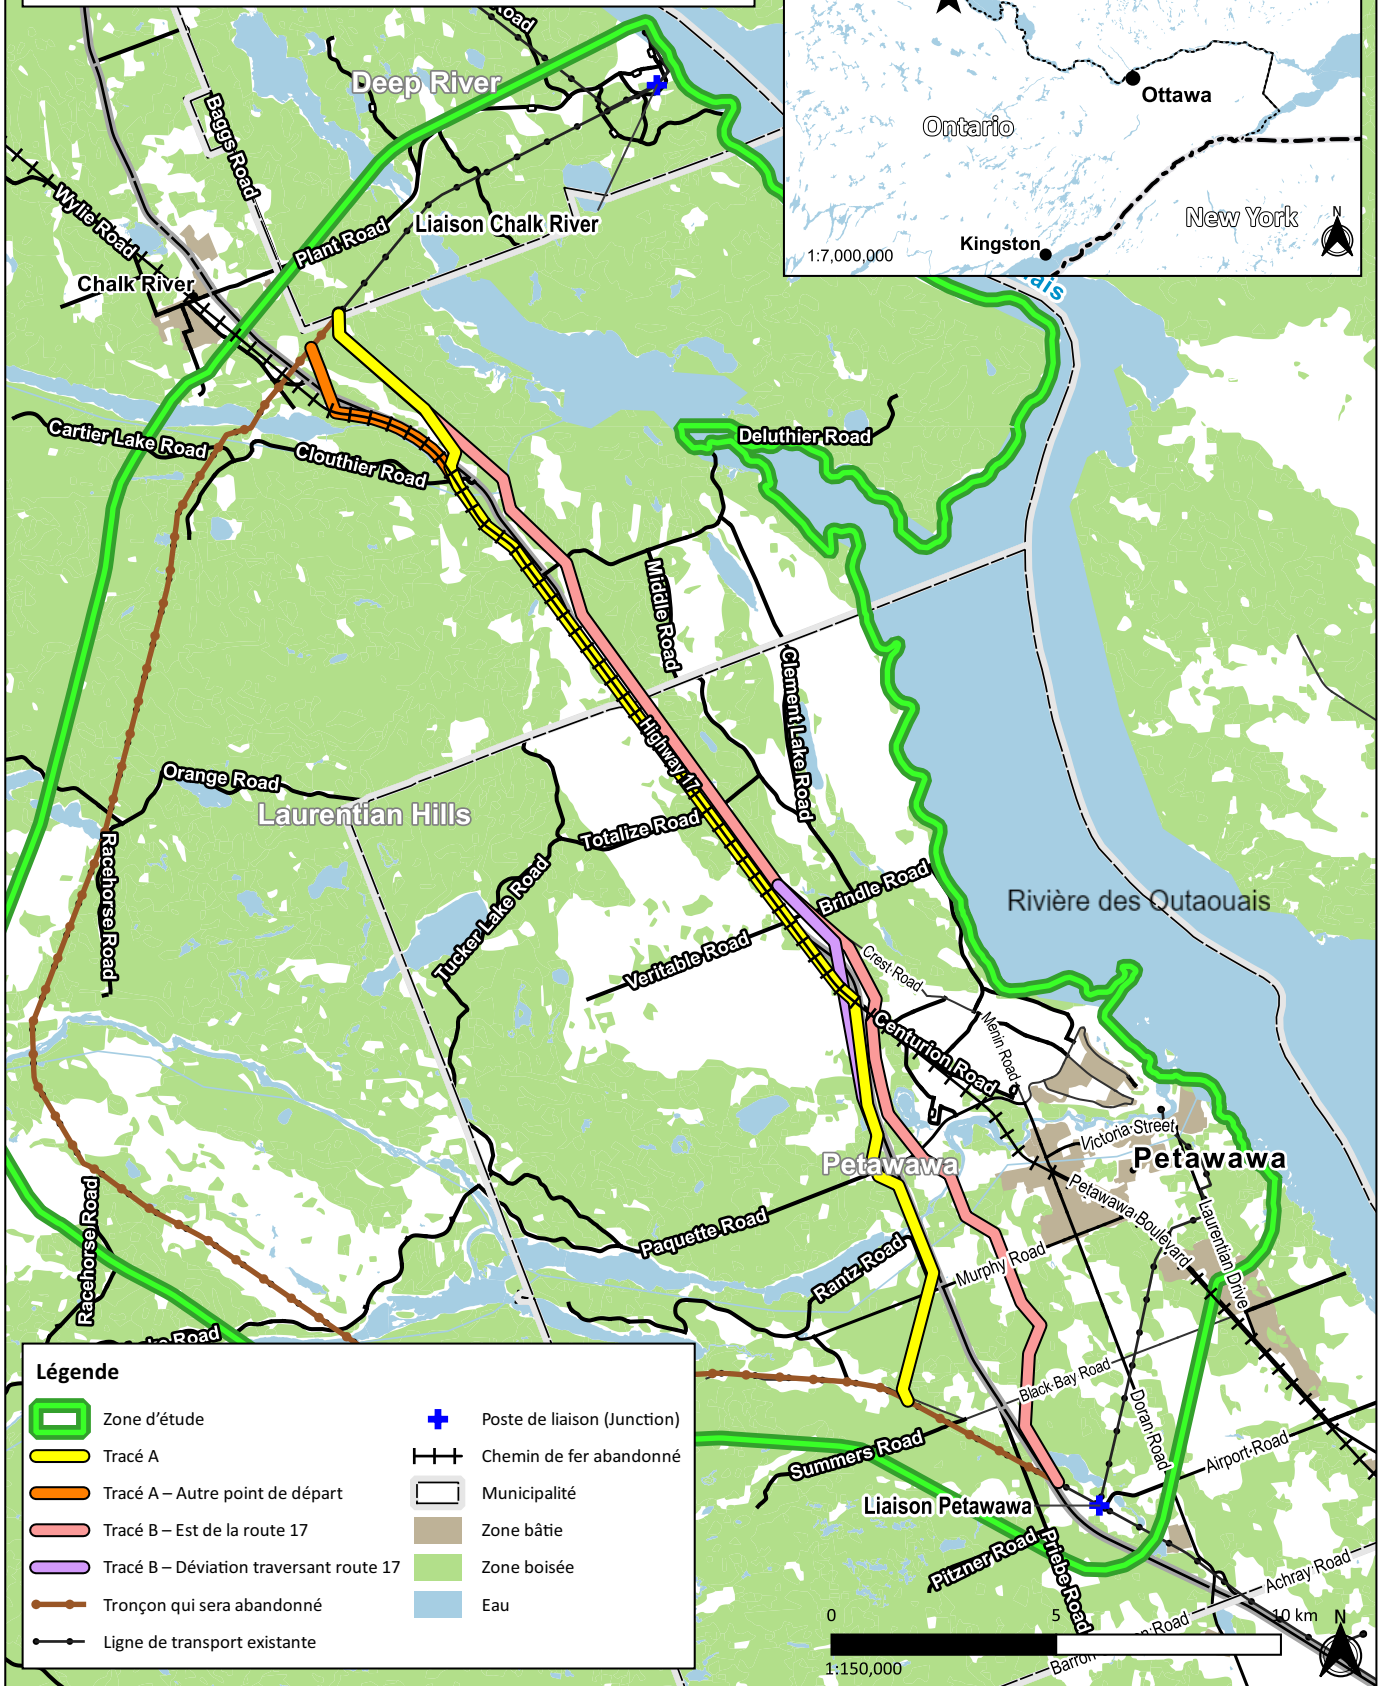 Road
Deep River
Ottawa
Ontario
New York
N
Kingston
1:7,000,000
Baggs Road
Wylie Road
Plant Road
Liaison Chalk River
Chalk River
ais
Cartier Lake Road
Clouthier Road
Deluthier Road
Middle Road
Clement Lake Road
Highway 17
Orange Road
Laurentian Hills
Totalize Road
Racehorse Road
Tucker Lake Road
Brindle Road
Rivière des Outaouais
Veritable Road
Crest Road
Menin Road
Centurion Road
Victoria Street
Petawawa
Petawawa
Petawawa Boulevard
Laurentian Drive
Racehorse Road
Paquette Road
Rantz Road
Murphy Road
ke Road
Black Bay Road
Doran Road
Airport Road
Summers Road
Liaison Petawawa
Pitzner Road
Priebe Road
Achray Road
Barron
n Road
Légende
Zone d'étude
Tracé A
Tracé A – Autre point de départ
Tracé B – Est de la route 17
Tracé B – Déviation traversant route 17
Tronçon qui sera abandonné
Ligne de transport existante
Poste de liaison (Junction)
Chemin de fer abandonné
Municipalité
Zone bâtie
Zone boisée
Eau
0 5 10 km
N
1:150,000